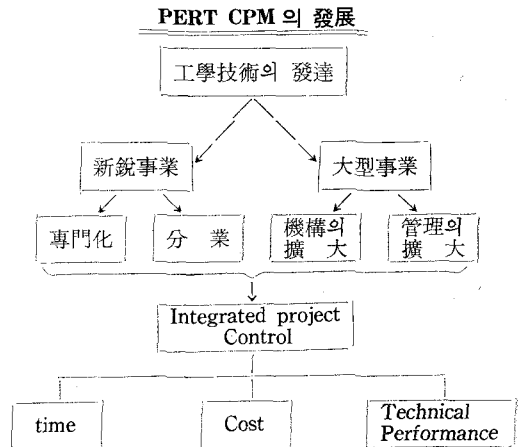 PERT CPM의 發展
工學技術의 發達
新銳事業
大型事業
專門化
分 業
機構의
擴 大
管理의
擴 大
Integrated project
Control
time
Cost
Technical
Performance